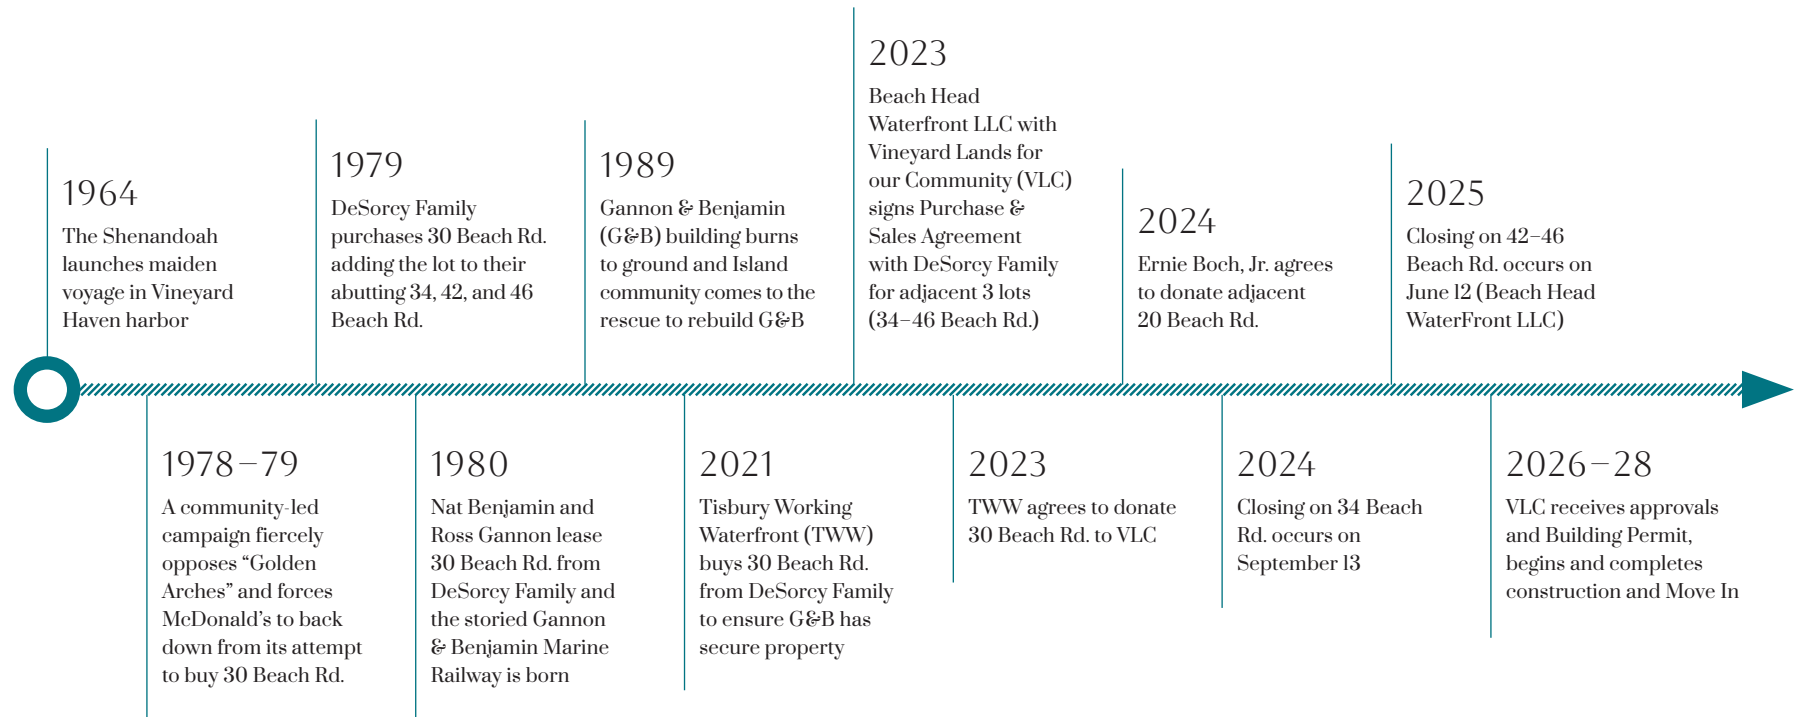 1964
The Shenandoah
launches maiden
voyage in Vineyard
Haven harbor
1978–79
A community-led
campaign fiercely
opposes “Golden
Arches” and forces
McDonald’s to back
down from its attempt
to buy 30 Beach Rd.
1979
DeSorcy Family
purchases 30 Beach Rd.
adding the lot to their
abutting 34, 42, and 46
Beach Rd.
1980
Nat Benjamin and
Ross Gannon lease
30 Beach Rd. from
DeSorcy Family and
the storied Gannon
& Benjamin Marine
Railway is born
1989
Gannon & Benjamin
(G&B) building burns
to ground and Island
community comes to the
rescue to rebuild G&B
2021
Tisbury Working
Waterfront (TWW)
buys 30 Beach Rd.
from DeSorcy Family
to ensure G&B has
secure property
2023
Beach Head
Waterfront LLC with
Vineyard Lands for
our Community (VLC)
signs Purchase &
Sales Agreement
with DeSorcy Family
for adjacent 3 lots
(34–46 Beach Rd.)
2023
TWW agrees to donate
30 Beach Rd. to VLC
2024
Ernie Boch, Jr. agrees
to donate adjacent
20 Beach Rd.
2024
Closing on 34 Beach
Rd. occurs on
September 13
2025
Closing on 42–46
Beach Rd. occurs on
June 12 (Beach Head
WaterFront LLC)
2026–28
VLC receives approvals
and Building Permit,
begins and completes
construction and Move In